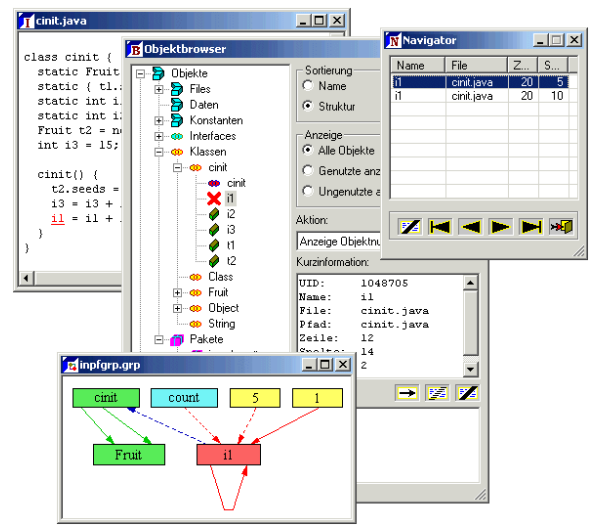 cinit.java
class cinit {
static Fruit
static { tl.
static int i
static int i
Fruit t2 = n
int i3 = 15;
cinit() {
t2.seeds =
i3 = i3 +
i1 = i1 +
}
}
Objektbrowser
Objekte
Files
Daten
Konstanten
Interfaces
Klassen
cinit
cinit
i1
i2
i3
t1
t2
Class
Fruit
Object
String
Pakete
Sortierung
Name
Struktur
Anzeige
Alle Objekte
Genutzte anz
Ungenutzte a
Aktion:
Anzeige Objektnu
Kurzinformation:
UID: 1048705
Name: i1
File: cinit.java
Pfad: cinit.java
Zeile: 12
Spalte: 14
2
Navigator
Name File Z... S...
i1 cinit.java 20 5
i1 cinit.java 20 10
inpfgrp.grp
cinit count 5 1
Fruit i1